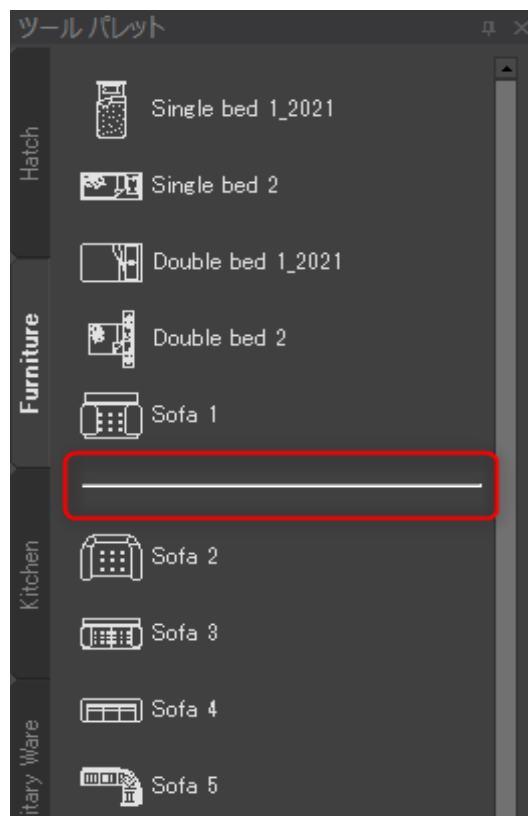 ツール パレット
Hatch
Furniture
Kitchen
itary Ware
Single bed 1_2021
Single bed 2
Double bed 1_2021
Double bed 2
Sofa 1
Sofa 2
Sofa 3
Sofa 4
Sofa 5